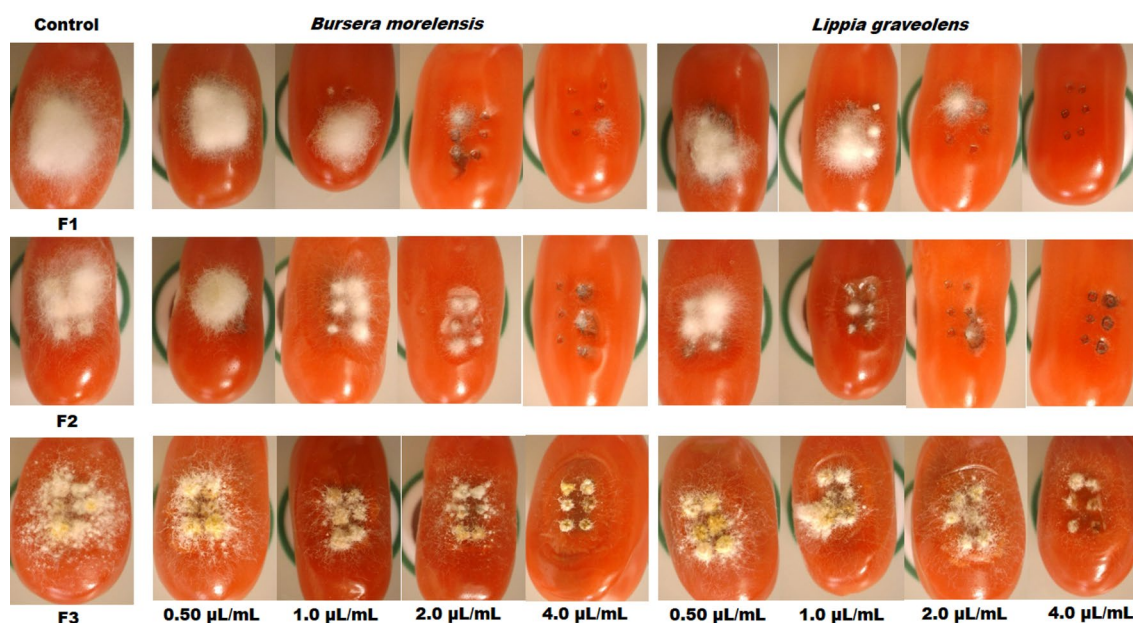 Control Bursera morelensis Lippia graveolens
F1
F2
F3
0.50 µL/mL 1.0 µL/mL 2.0 µL/mL 4.0 µL/mL 0.50 µL/mL 1.0 µL/mL 2.0 µL/mL 4.0 µL/mL